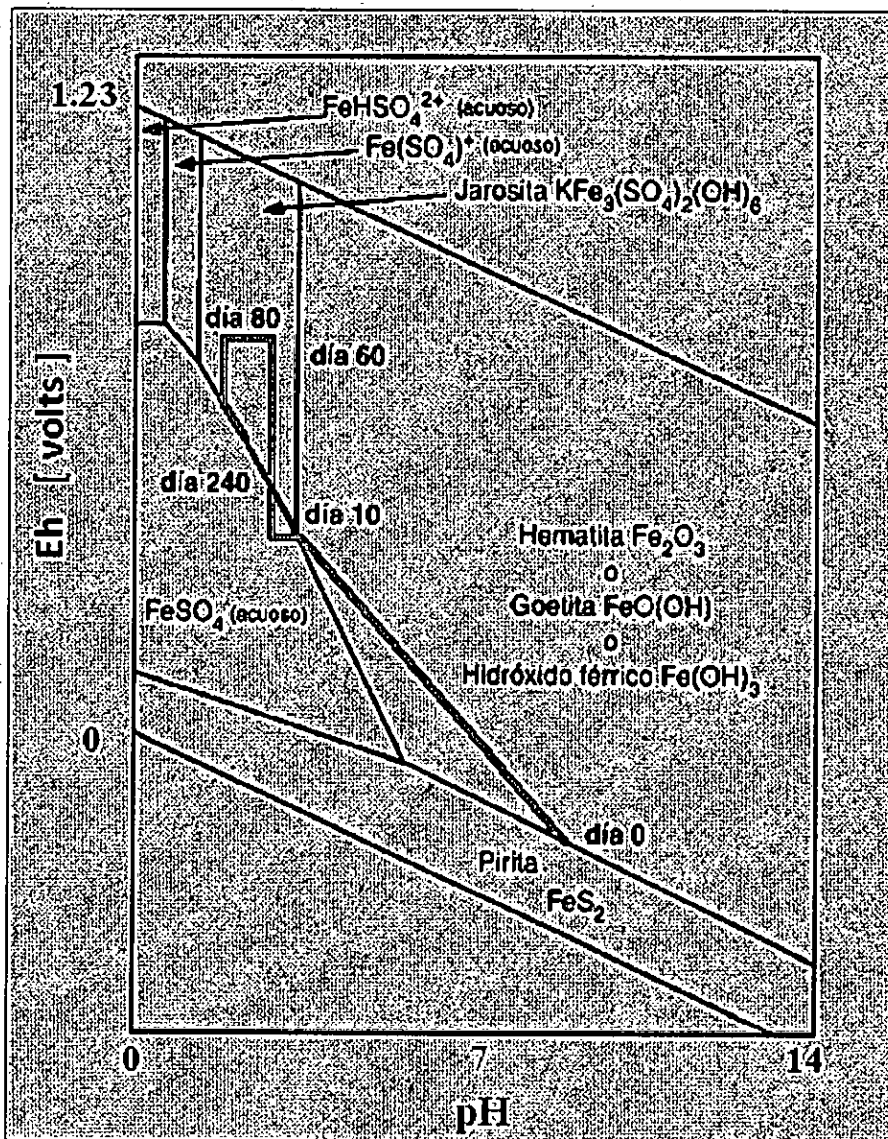 1.23
FeHSO₄²⁺ (acuoso)
Fe(SO₄)⁺ (acuoso)
Jarosita KFe₃(SO₄)₂(OH)₆
día 80
día 60
Eh [ volts ]
día 240
día 10
Hematita Fe₂O₃
o
Goetita FeO(OH)
o
Hidróxido férrico Fe(OH)₃
FeSO₄ (acuoso)
0
día 0
Pirita
FeS₂
0
7
14
pH